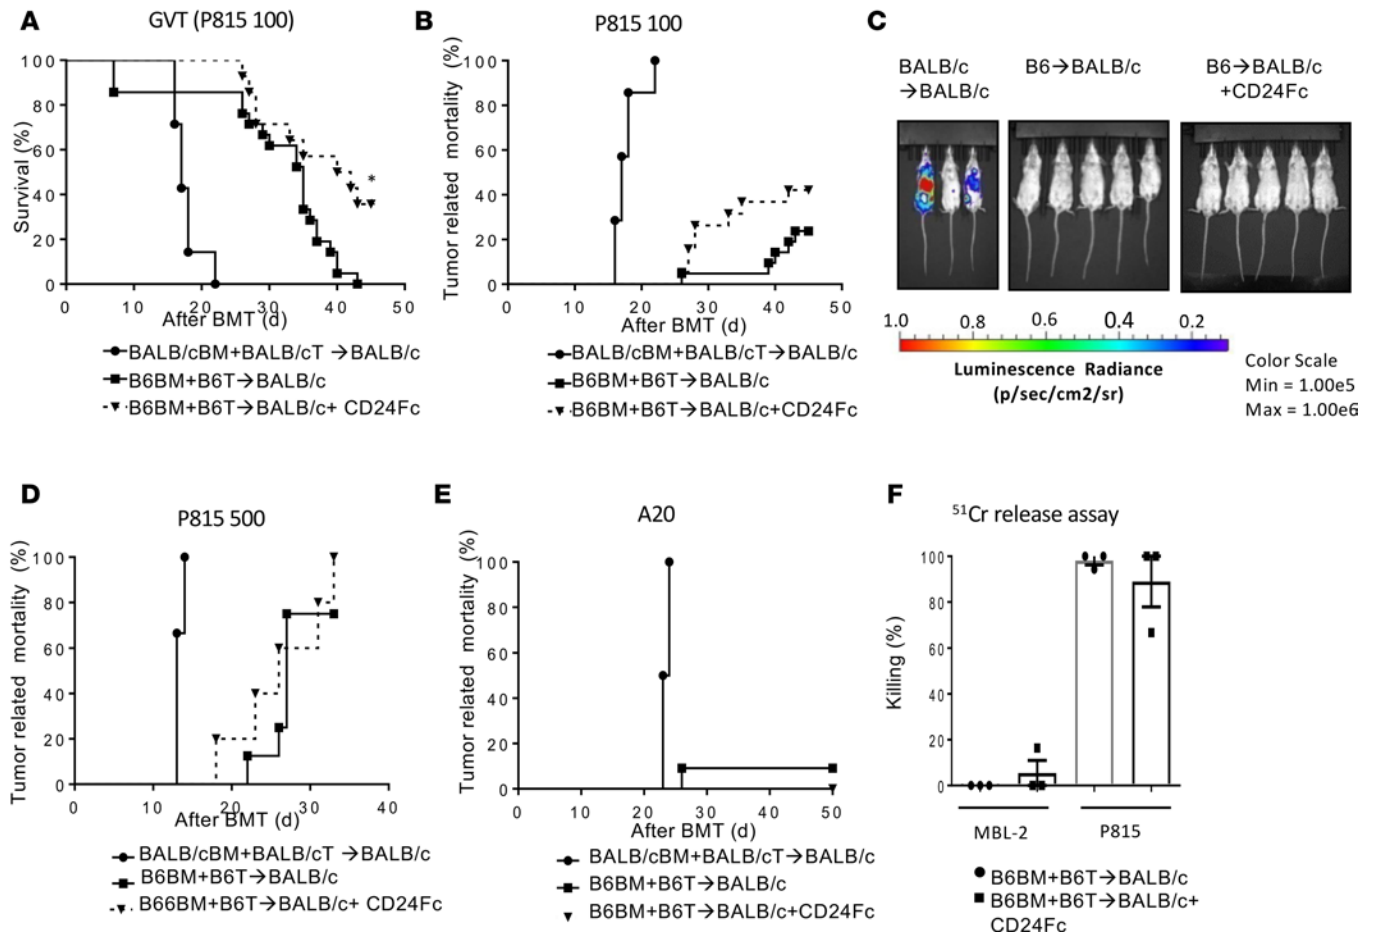 A
GVT (P815 100)
Survival (%)
100
80
60
40
20
0
*
0 10 20 30 40 50
After BMT (d)
BALB/cBM+BALB/cT →BALB/c
B6BM+B6T→BALB/c
B6BM+B6T→BALB/c+ CD24Fc
B
P815 100
Tumor related mortality (%)
100
80
60
40
20
0
0 10 20 30 40 50
After BMT (d)
BALB/cBM+BALB/cT→BALB/c
B6BM+B6T→BALB/c
B6BM+B6T→BALB/c+CD24Fc
C
BALB/c
→BALB/c
B6→BALB/c
B6→BALB/c
+CD24Fc
1.0 0.8 0.6 0.4 0.2
Luminescence Radiance
(p/sec/cm2/sr)
Color Scale
Min = 1.00e5
Max = 1.00e6
D
P815 500
Tumor related mortality (%)
100
80
60
40
20
0
0 10 20 30 40
After BMT (d)
BALB/cBM+BALB/cT →BALB/c
B6BM+B6T→BALB/c
B66BM+B6T→BALB/c+ CD24Fc
E
A20
Tumor related mortality (%)
100
80
60
40
20
0
0 10 20 30 40 50
After BMT (d)
BALB/cBM+BALB/cT→BALB/c
B6BM+B6T→BALB/c
B6BM+B6T→BALB/c+CD24Fc
F
51Cr release assay
Killing (%)
100
80
60
40
20
0
MBL-2 P815
B6BM+B6T→BALB/c
B6BM+B6T→BALB/c+
CD24Fc